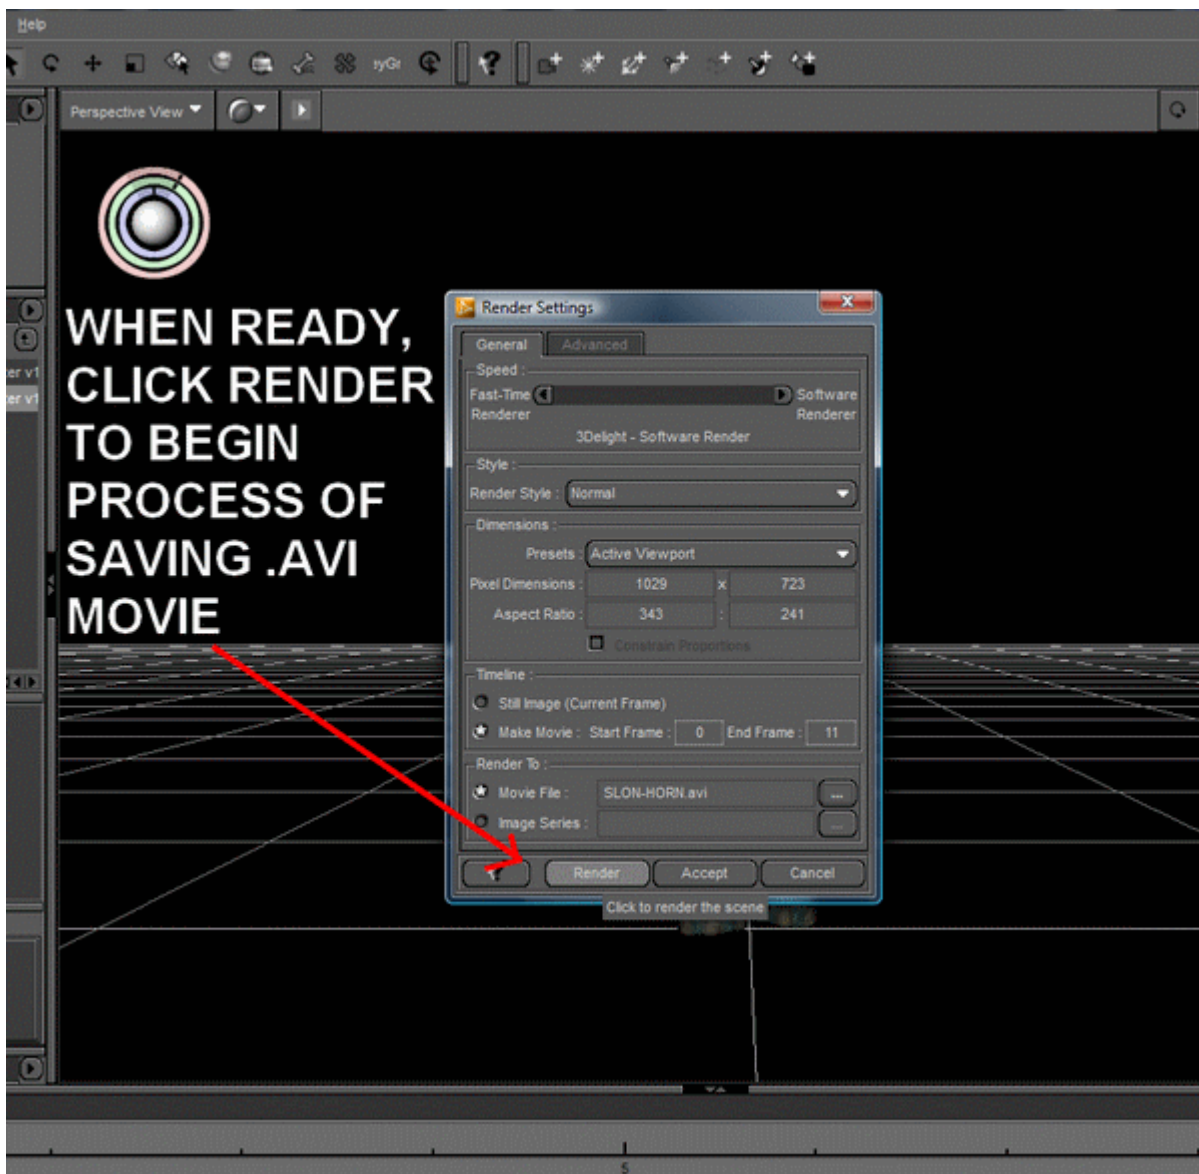 Help
Perspective View
WHEN READY,
CLICK RENDER
TO BEGIN
PROCESS OF
SAVING .AVI
MOVIE
Render Settings
General Advanced
Speed :
Fast-Time Renderer
Software Renderer
3Delight - Software Render
Style :
Render Style : Normal
Dimensions :
Presets : Active Viewport
Pixel Dimensions : 1029 x 723
Aspect Ratio : 343 : 241
Constrain Proportions
Timeline :
Still Image (Current Frame)
Make Movie : Start Frame : 0 End Frame : 11
Render To :
Movie File : SLON-HORN.avi ...
Image Series : ...
Render Accept Cancel
Click to render the scene
5